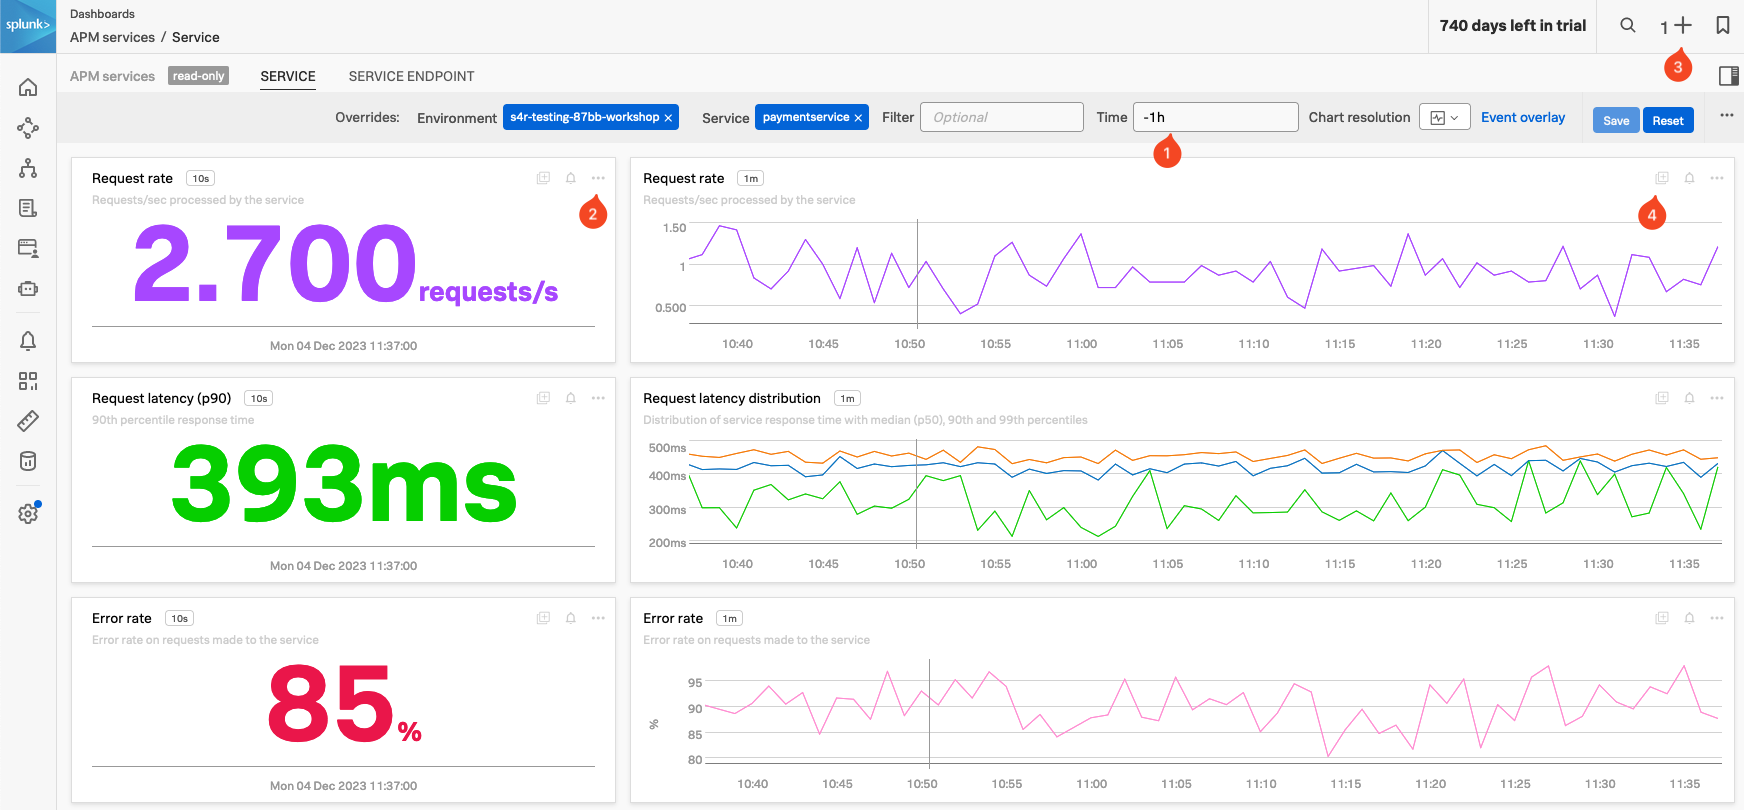 splunk>
Dashboards
APM services / Service
740 days left in trial
1
3
APM services read-only SERVICE SERVICE ENDPOINT
Overrides: Environment s4r-testing-87bb-workshop × Service paymentservice × Filter Optional Time -1h Chart resolution Event overlay Save Reset
1
Request rate 10s
Requests/sec processed by the service
2
2.700 requests/s
Mon 04 Dec 2023 11:37:00
Request rate 1m
Requests/sec processed by the service
4
1.50
1
0.500
10:40 10:45 10:50 10:55 11:00 11:05 11:10 11:15 11:20 11:25 11:30 11:35
Request latency (p90) 10s
90th percentile response time
393ms
Mon 04 Dec 2023 11:37:00
Request latency distribution 1m
Distribution of service response time with median (p50), 90th and 99th percentiles
500ms
400ms
300ms
200ms
10:40 10:45 10:50 10:55 11:00 11:05 11:10 11:15 11:20 11:25 11:30 11:35
Error rate 10s
Error rate on requests made to the service
85%
Mon 04 Dec 2023 11:37:00
Error rate 1m
Error rate on requests made to the service
%
95
90
85
80
10:40 10:45 10:50 10:55 11:00 11:05 11:10 11:15 11:20 11:25 11:30 11:35